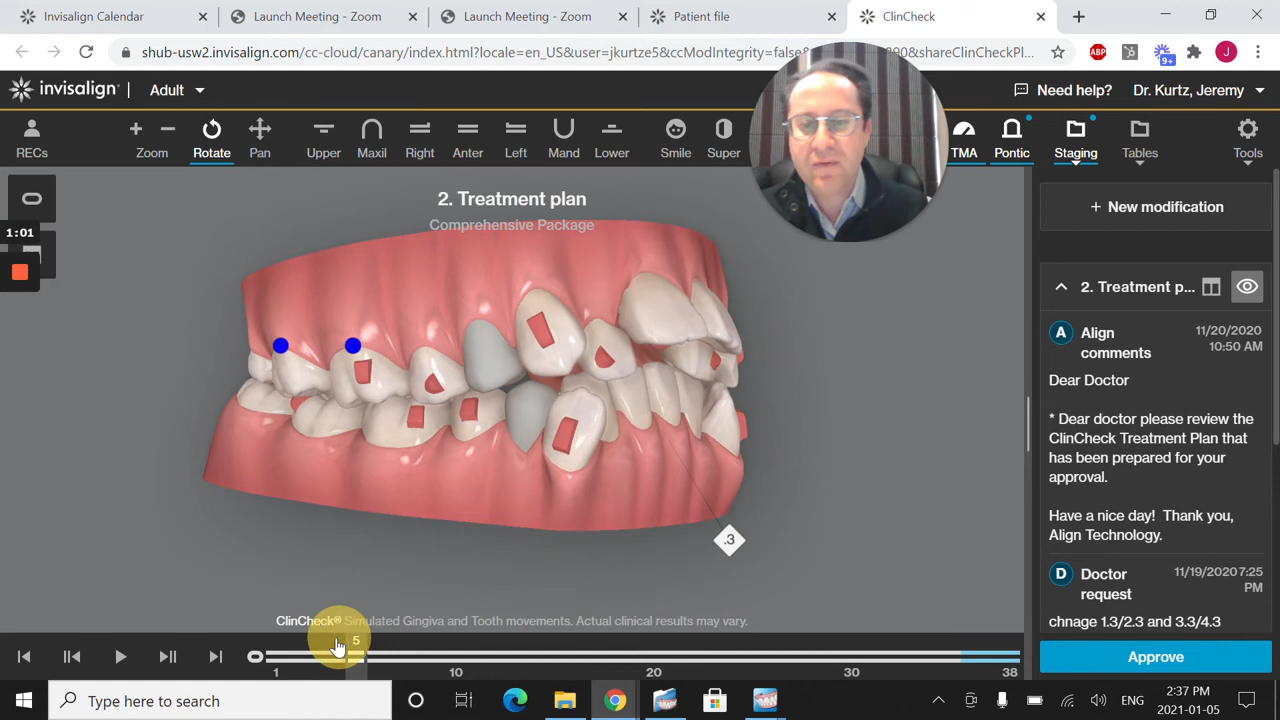 Invisalign Calendar
Launch Meeting - Zoom
Launch Meeting - Zoom
Patient file
ClinCheck
shub-usw2.invisalign.com/cc-cloud/canary/index.html?locale=en_US&user=jkurtze5&ccModIntegrity=false
90&shareClinCheckPl...
ABP
9+
J
invisalign
Adult
Need help?
Dr. Kurtz, Jeremy
RECs
Zoom
Rotate
Pan
Upper
Maxil
Right
Anter
Left
Mand
Lower
Smile
Super
TMA
Pontic
Staging
Tables
Tools
1:01
2. Treatment plan
Comprehensive Package
+ New modification
2. Treatment p...
A
Align comments
11/20/2020
10:50 AM
Dear Doctor
* Dear doctor please review the
ClinCheck Treatment Plan that
has been prepared for your
approval.
Have a nice day! Thank you,
Align Technology.
D
Doctor request
11/19/2020 7:25
PM
chnage 1.3/2.3 and 3.3/4.3
.3
ClinCheck® Simulated Gingiva and Tooth movements. Actual clinical results may vary.
5
1
10
20
30
38
Approve
Type here to search
ENG
2:37 PM
2021-01-05